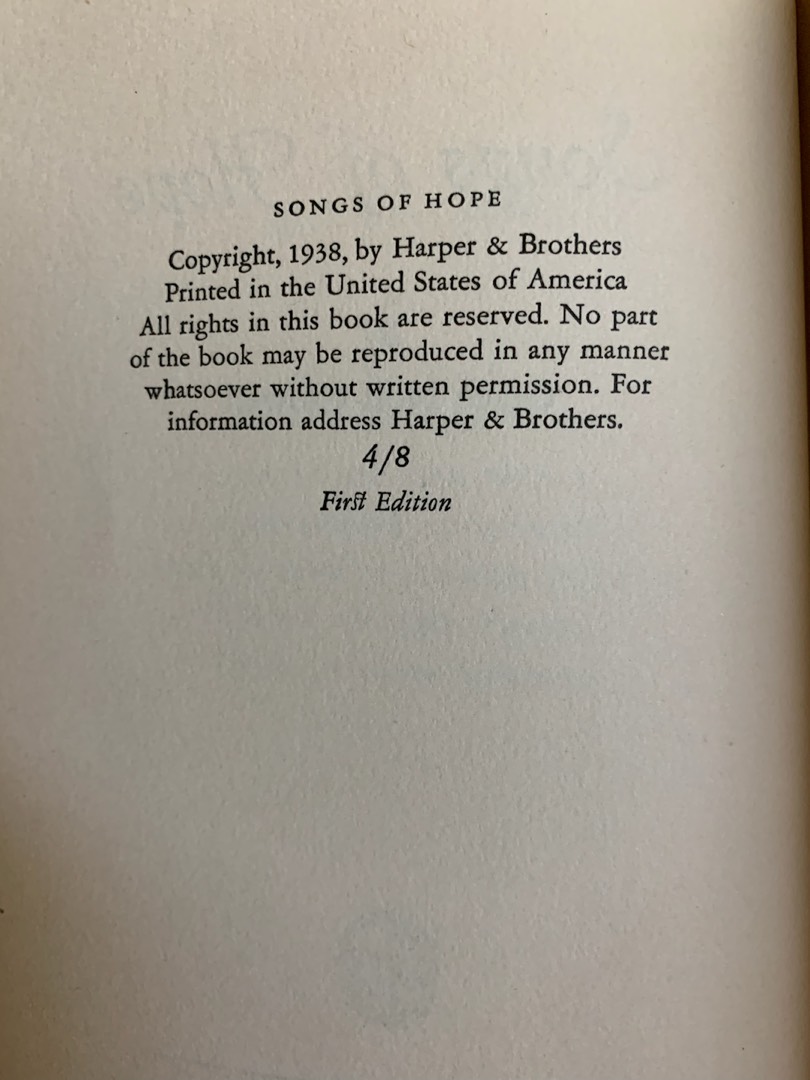 SONGS OF HOPE
Copyright, 1938, by Harper & Brothers
Printed in the United States of America
All rights in this book are reserved. No part
of the book may be reproduced in any manner
whatsoever without written permission. For
information address Harper & Brothers.
4/8
First Edition